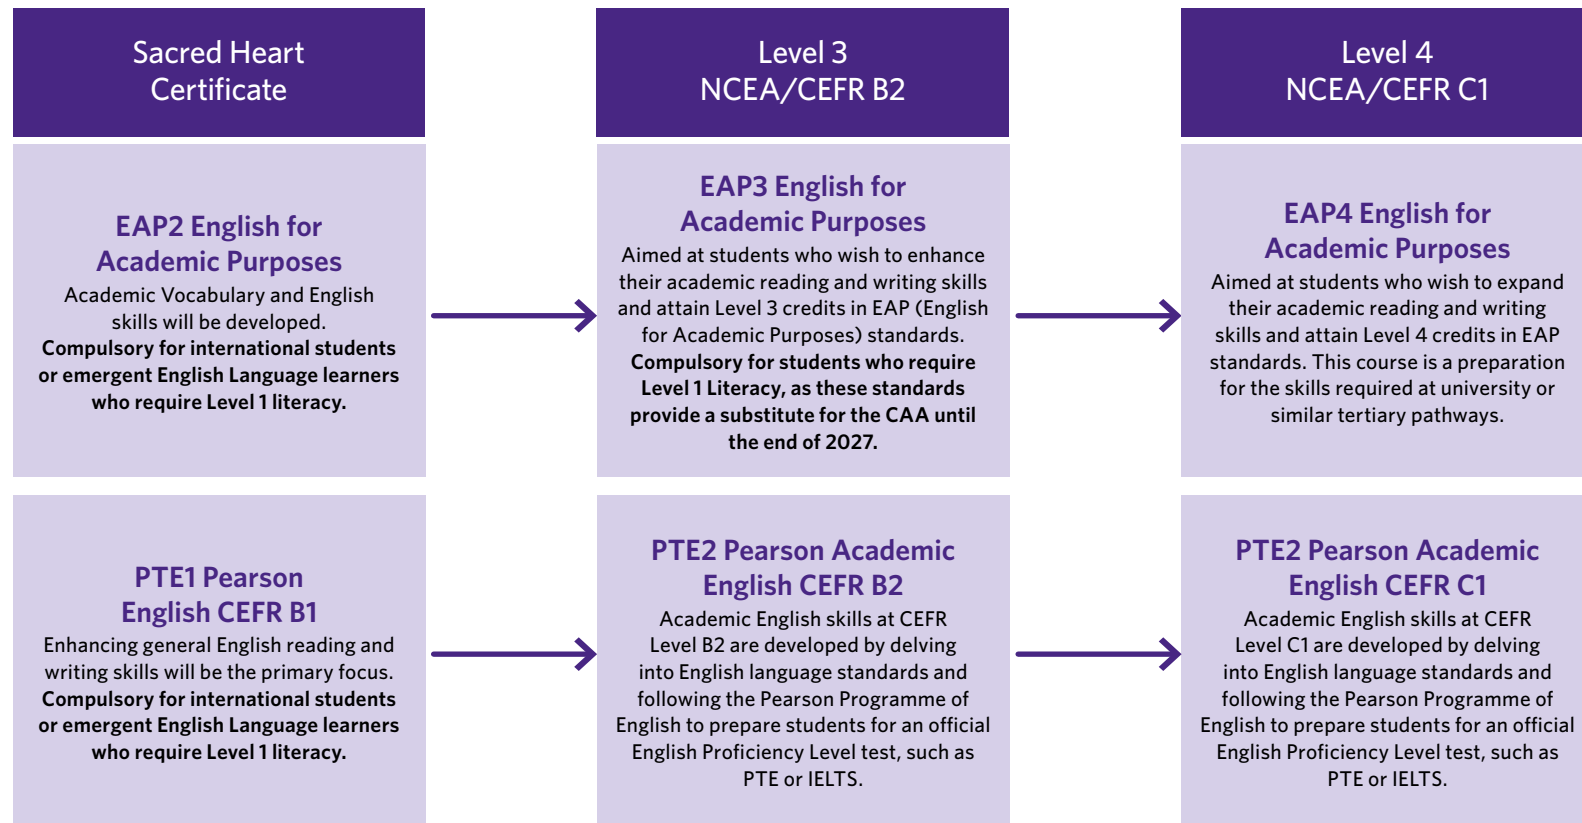 Sacred Heart
Certificate
Level 3
NCEA/CEFR B2
Level 4
NCEA/CEFR C1
EAP2 English for
Academic Purposes
Academic Vocabulary and English
skills will be developed.
Compulsory for international students
or emergent English Language learners
who require Level 1 literacy.
EAP3 English for
Academic Purposes
Aimed at students who wish to enhance
their academic reading and writing skills
and attain Level 3 credits in EAP (English
for Academic Purposes) standards.
Compulsory for students who require
Level 1 Literacy, as these standards
provide a substitute for the CAA until
the end of 2027.
EAP4 English for
Academic Purposes
Aimed at students who wish to expand
their academic reading and writing
skills and attain Level 4 credits in EAP
standards. This course is a preparation
for the skills required at university or
similar tertiary pathways.
PTE1 Pearson
English CEFR B1
Enhancing general English reading and
writing skills will be the primary focus.
Compulsory for international students
or emergent English Language learners
who require Level 1 literacy.
PTE2 Pearson Academic
English CEFR B2
Academic English skills at CEFR
Level B2 are developed by delving
into English language standards and
following the Pearson Programme of
English to prepare students for an official
English Proficiency Level test, such as
PTE or IELTS.
PTE2 Pearson Academic
English CEFR C1
Academic English skills at CEFR
Level C1 are developed by delving
into English language standards and
following the Pearson Programme of
English to prepare students for an official
English Proficiency Level test, such as
PTE or IELTS.